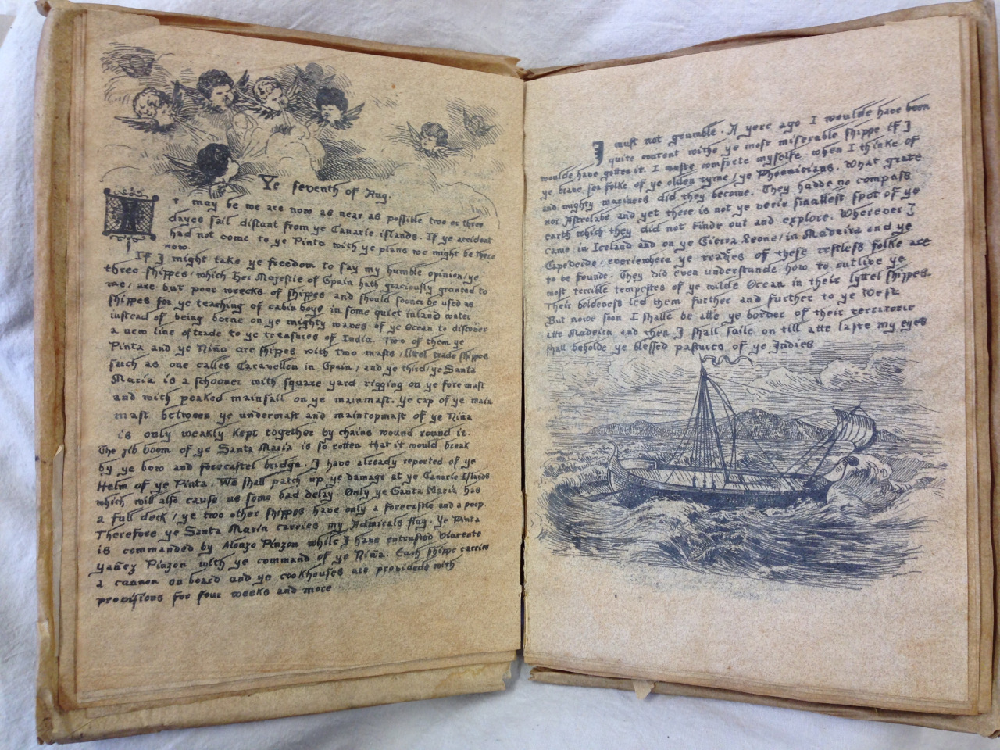 Ye seventh of Aug.
It may be we are now as near as possible two or three
dayes sail distant from ye Canarie islands. If ye accident
had not come to ye Pinta with ye plans we might be there
now.
If I might take ye freedom to say my humble opinion/ye
three shippes/which Her Majestie of Spain hath graciously granted to
me/are but poor wrecks of shippes and should sooner be used as
shippes for ye teaching of cabin boys in some quiet inland water
instead of being borne on ye mighty waves of ye Ocean to discover
a new line of trade to ye treasures of India. Two of them ye
Pinta and ye Niña are shippes with two masts/littel trade shippes
such as one calles Caravellen in Spain/and ye third/ye Santa
Maria is a schooner with square yard rigging on ye fore mast
and with peaked mainsail on ye mainmast. Ye cap of ye main
mast between ye undermast and maintopmast of ye Niña
is only weakly kept together by chains wound round it.
The jib boom of ye Santa Maria is so rotten that it would break
by ye bow and forecastel bridge. I have already reported of ye
Helm of ye Pinta. We shall patch up ye damage at ye Canarie Islands
which will also cause us some bad delay. Only ye Santa Maria has
a full deck/ye two other shippes have only a forecastle and a poop.
Therefore ye Santa Maria carries my Admirals flag. Ye Pinta
is commanded by Alonzo Pinzon while I have entrusted Vincente
Yañez Pinzon with ye command of ye Niña. Each shippe carries
a cannon on board and ye cookhouses are provideds with
provisions for four weeks and more
I must not grumble. A yere ago I woulde have been
quite content withe ye most miserable shippe if I
woulde have gotten it. I muste comforte myselfe when I thinke of
ye brave sea folke of ye olden tyme/ye Phoenitians. What grate
and mighty mariners did they become. They hadde no compass
nor Astrolabe and yet there is not ye verie smallest spot of ye
earth which they did not finde out and explore. Wherever I
came in Iceland and on ye Sierra Leone/in Madeira and ye
Capeverde/everiewhere ye traces of these restless folke are
to be founde. They did even understande how to outlive ye
most terrible tempestes of ye wilde Ocean in their lyttel shippes.
Their boldenesd led them further and further to ye West
But nowe soon I shalle be atte ye border of their territorie
atte Madeira and then I shall saile on till atte laste my eyes
shall beholde ye blessed pastures of ye Indies